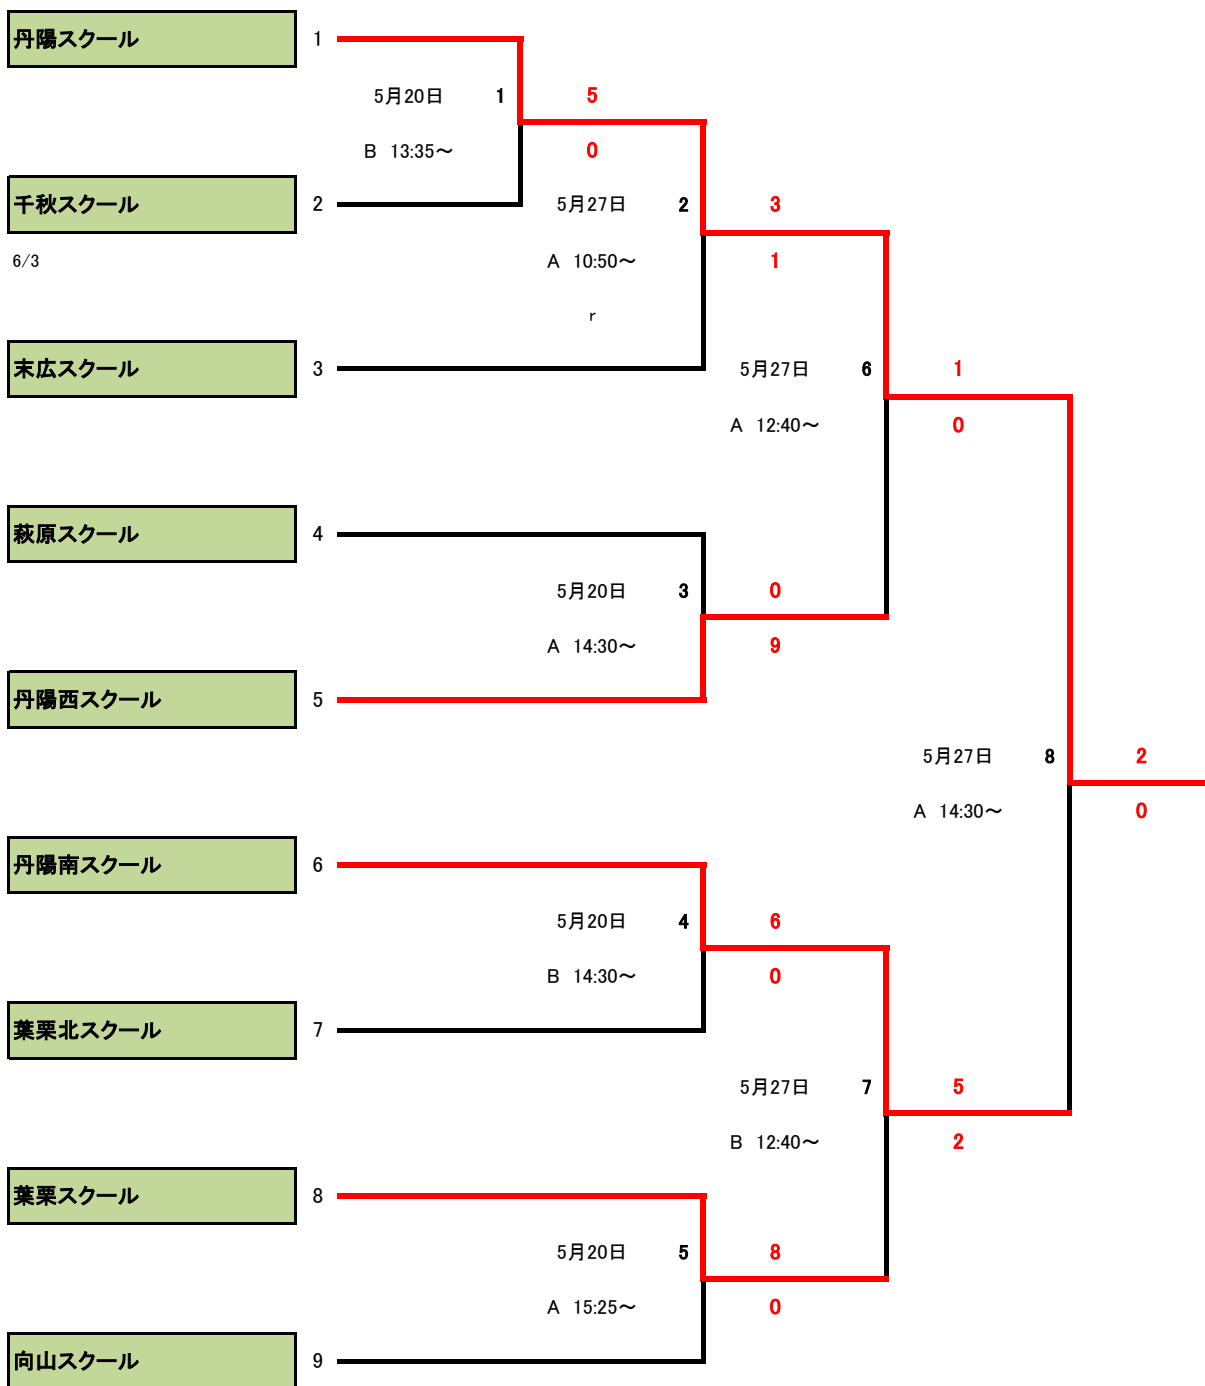 丹陽スクール 1
5月20日 1 5
B 13:35～ 0
千秋スクール 2 5月27日 2 3
6/3 A 10:50～ 1
r
末広スクール 3 5月27日 6 1
A 12:40～ 0
萩原スクール 4
5月20日 3 0
A 14:30～ 9
丹陽西スクール 5
5月27日 8 2
A 14:30～ 0
丹陽南スクール 6
5月20日 4 6
B 14:30～ 0
葉栗北スクール 7
5月27日 7 5
B 12:40～ 2
葉栗スクール 8
5月20日 5 8
A 15:25～ 0
向山スクール 9